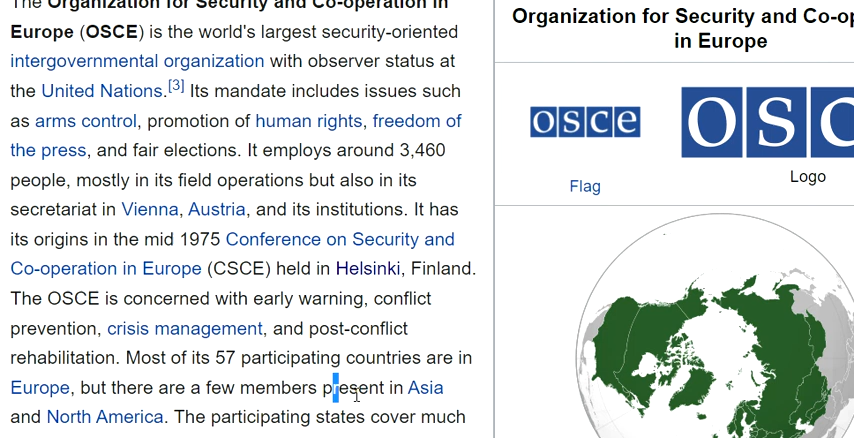 The Organization for Security and Co-operation in
Europe (OSCE) is the world's largest security-oriented
intergovernmental organization with observer status at
the United Nations.[3] Its mandate includes issues such
as arms control, promotion of human rights, freedom of
the press, and fair elections. It employs around 3,460
people, mostly in its field operations but also in its
secretariat in Vienna, Austria, and its institutions. It has
its origins in the mid 1975 Conference on Security and
Co-operation in Europe (CSCE) held in Helsinki, Finland.
The OSCE is concerned with early warning, conflict
prevention, crisis management, and post-conflict
rehabilitation. Most of its 57 participating countries are in
Europe, but there are a few members present in Asia
and North America. The participating states cover much
Organization for Security and Co-op
in Europe
osce
OSC
Flag
Logo